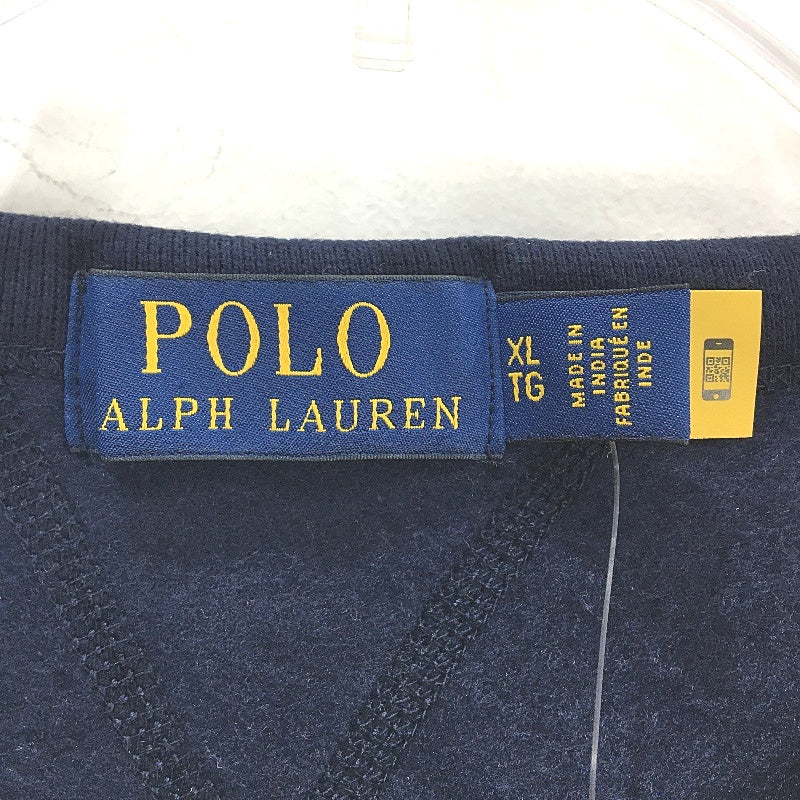 POLO
ALPH LAUREN
XL
TG
MADE IN
INDIA
FABRIQUÉ EN
INDE